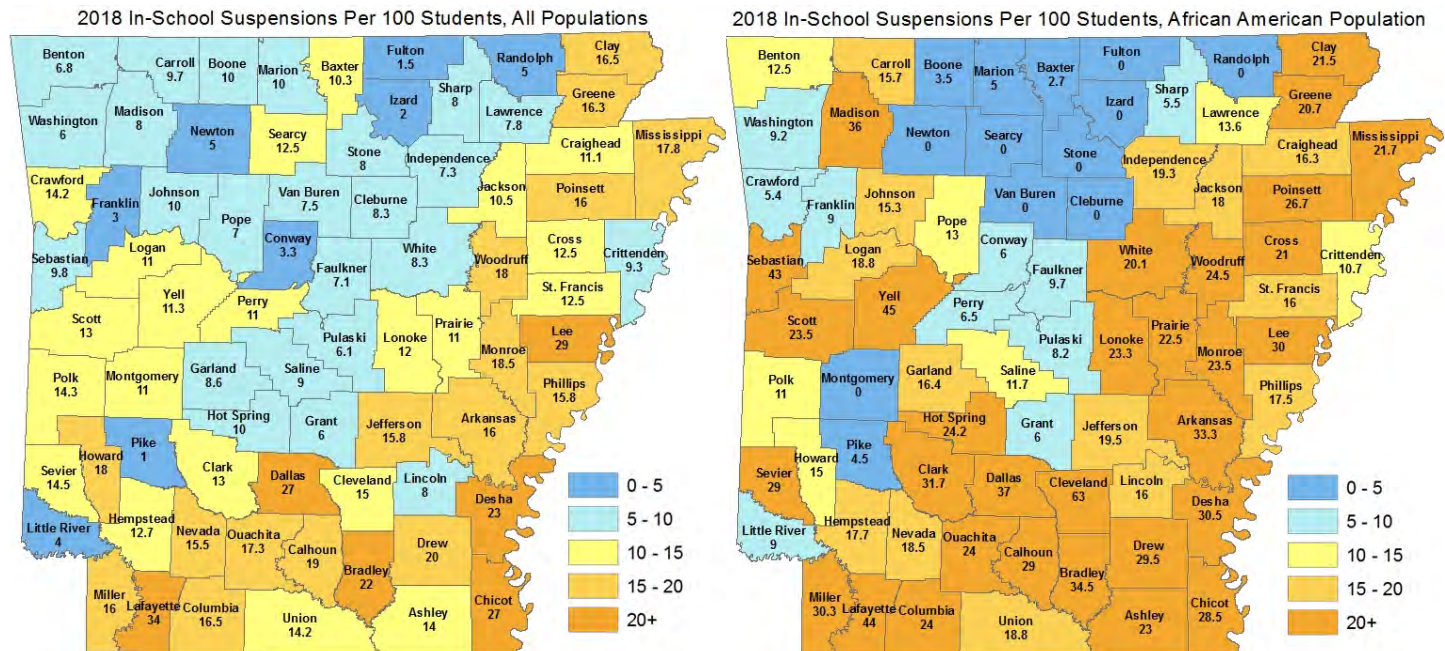 2018 In-School Suspensions Per 100 Students, All Populations
Benton
6.8
Carroll
9.7
Boone
10
Marion
10
Baxter
10.3
Fulton
1.5
Randolph
5
Clay
16.5
Greene
16.3
Sharp
8
Izard
2
Lawrence
7.8
Washington
6
Madison
8
Newton
5
Searcy
12.5
Stone
8
Independence
7.3
Mississippi
17.8
Craighead
11.1
Crawford
14.2
Franklin
3
Johnson
10
Pope
7
Van Buren
7.5
Cleburne
8.3
Jackson
10.5
Poinsett
16
Sebastian
9.8
Logan
11
Conway
3.3
Faulkner
7.1
White
8.3
Woodruff
18
Cross
12.5
Crittenden
9.3
St. Francis
12.5
Scott
13
Yell
11.3
Perry
11
Pulaski
6.1
Lonoke
12
Prairie
11
Monroe
18.5
Lee
29
Polk
14.3
Montgomery
11
Garland
8.6
Saline
9
Phillips
15.8
Hot Spring
10
Grant
6
Jefferson
15.8
Arkansas
16
Sevier
14.5
Howard
18
Pike
1
Clark
13
Dallas
27
Cleveland
15
Lincoln
8
Desha
23
Little River
4
Hempstead
12.7
Nevada
15.5
Ouachita
17.3
Calhoun
19
Bradley
22
Drew
20
Miller
16
Lafayette
34
Columbia
16.5
Union
14.2
Ashley
14
Chicot
27
0 - 5
5 - 10
10 - 15
15 - 20
20+
2018 In-School Suspensions Per 100 Students, African American Population
Benton
12.5
Carroll
15.7
Boone
3.5
Marion
5
Baxter
2.7
Fulton
0
Randolph
0
Clay
21.5
Greene
20.7
Sharp
5.5
Izard
0
Lawrence
13.6
Washington
9.2
Madison
36
Newton
0
Searcy
0
Stone
0
Independence
19.3
Mississippi
21.7
Craighead
16.3
Crawford
5.4
Franklin
9
Johnson
15.3
Pope
13
Van Buren
0
Cleburne
0
Jackson
18
Poinsett
26.7
Sebastian
43
Logan
18.8
Conway
6
Faulkner
9.7
White
20.1
Woodruff
24.5
Cross
21
Crittenden
10.7
St. Francis
16
Scott
23.5
Yell
45
Perry
6.5
Pulaski
8.2
Lonoke
23.3
Prairie
22.5
Monroe
23.5
Lee
30
Polk
11
Montgomery
0
Garland
16.4
Saline
11.7
Phillips
17.5
Hot Spring
24.2
Grant
6
Jefferson
19.5
Arkansas
33.3
Sevier
29
Howard
15
Pike
4.5
Clark
31.7
Dallas
37
Cleveland
63
Lincoln
16
Desha
30.5
Little River
9
Hempstead
17.7
Nevada
18.5
Ouachita
24
Calhoun
29
Bradley
34.5
Drew
29.5
Miller
30.3
Lafayette
44
Columbia
24
Union
18.8
Ashley
23
Chicot
28.5
0 - 5
5 - 10
10 - 15
15 - 20
20+